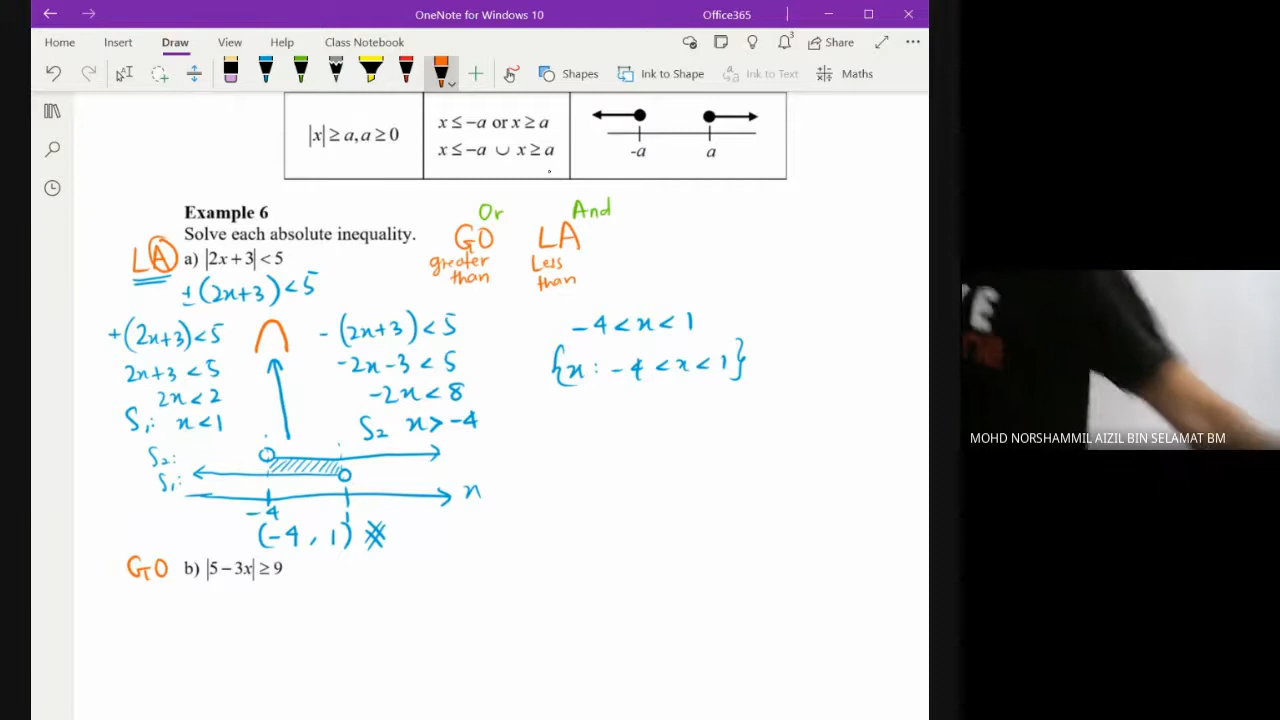 OneNote for Windows 10
Office365
Home Insert Draw View Help Class Notebook
Share
Shapes Ink to Shape Ink to Text Maths
|x| ≥ a, a ≥ 0
x ≤ -a or x ≥ a
x ≤ -a ∪ x ≥ a
-a a
Example 6
Or And
Solve each absolute inequality.
GO LA
greater than
Less than
LA a) |2x + 3| < 5
±(2x+3) < 5
+(2x+3) < 5
2x+3 < 5
2x < 2
S1: x < 1
∩
-(2x+3) < 5
-2x-3 < 5
-2x < 8
S2 x > -4
-4 < x < 1
{x : -4 < x < 1}
S2:
S1:
x
-4 1
(-4, 1)
GO b) |5 - 3x| ≥ 9
MOHD NORSHAMMIL AIZIL BIN SELAMAT BM